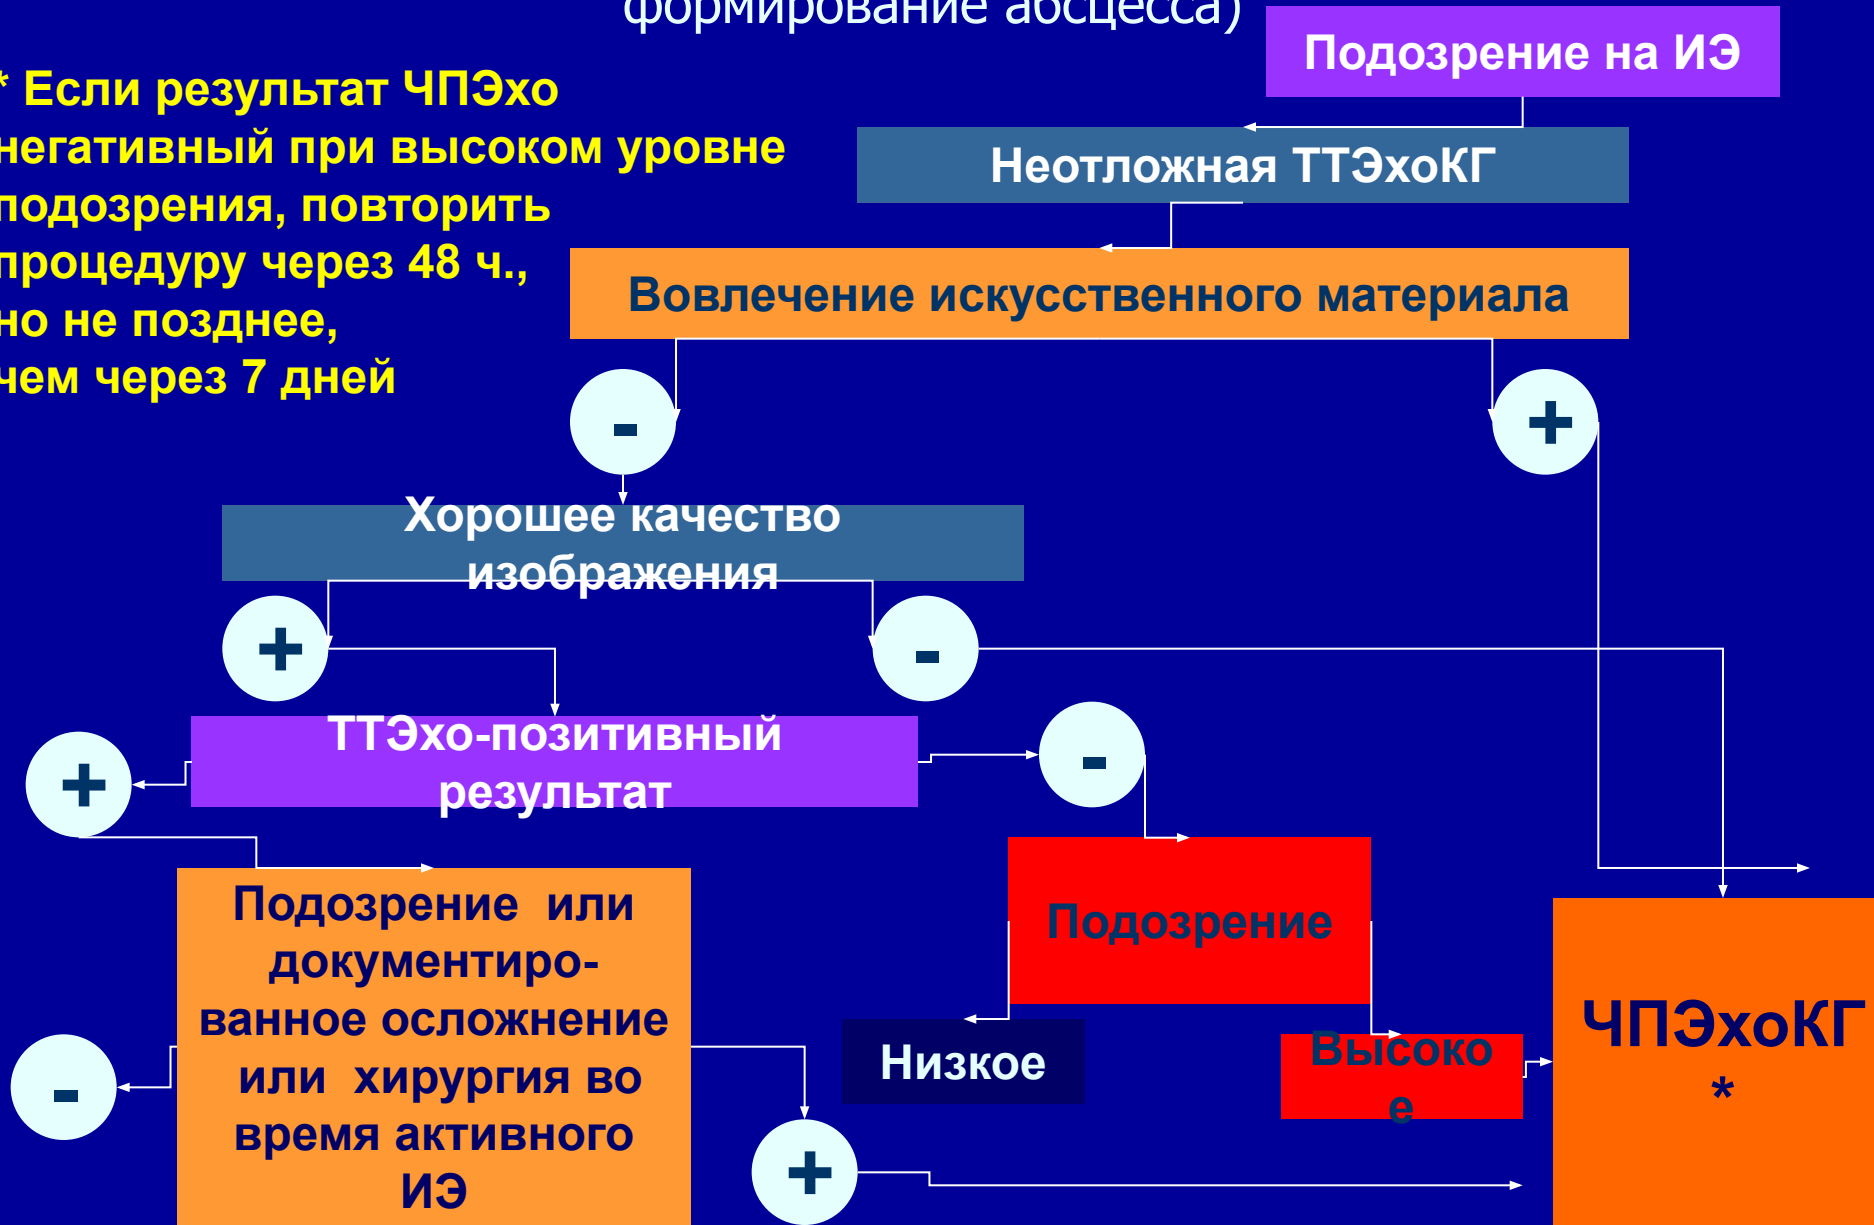 формирование абсцесса)
Подозрение на ИЭ
* Если результат ЧПЭхо
негативный при высоком уровне
подозрения, повторить
процедуру через 48 ч.,
но не позднее,
чем через 7 дней
Неотложная ТТЭхоКГ
Вовлечение искусственного материала
-
+
Хорошее качество
изображения
+
-
ТТЭхо-позитивный
результат
+
-
Подозрение или
документиро-
ванное осложнение
или хирургия во
время активного
ИЭ
Подозрение
Низкое
Высоко
е
ЧПЭхоКГ
*
-
+